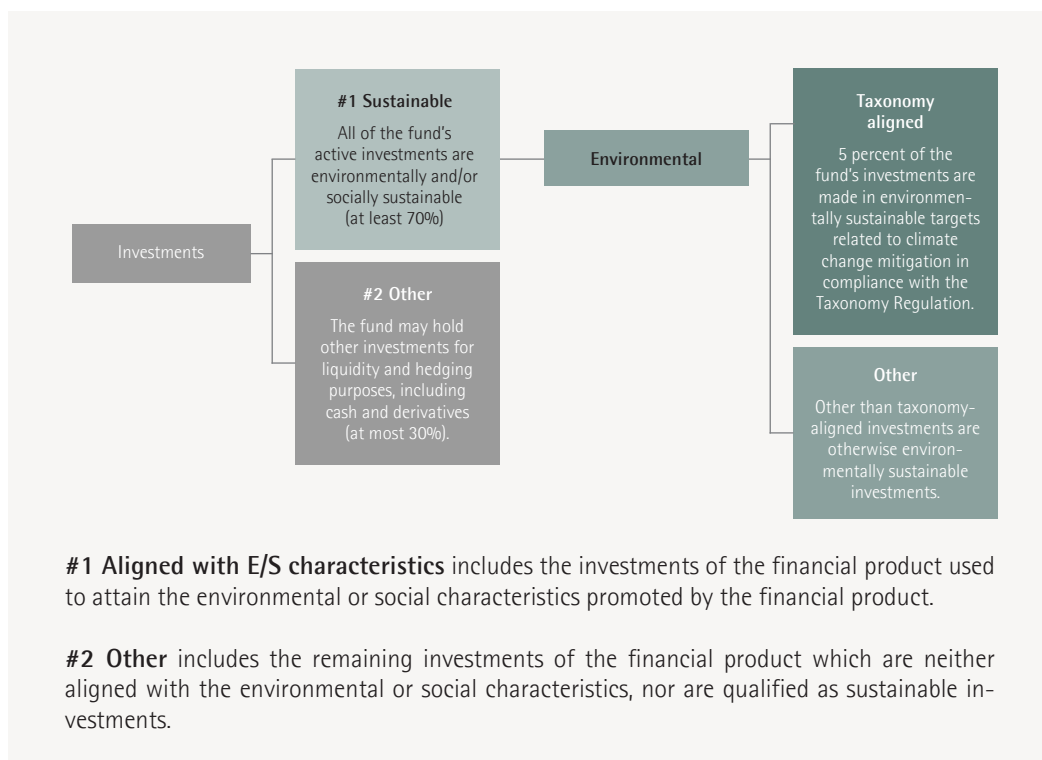 #1 Sustainable
All of the fund's
active investments are
environmentally and/or
socially sustainable
(at least 70%)
Environmental
Taxonomy
aligned
5 percent of the
fund's investments are
made in environmen-
tally sustainable targets
related to climate
change mitigation in
compliance with the
Taxonomy Regulation.
Investments
#2 Other
The fund may hold
other investments for
liquidity and hedging
purposes, including
cash and derivatives
(at most 30%).
Other
Other than taxonomy-
aligned investments are
otherwise environ-
mentally sustainable
investments.
#1 Aligned with E/S characteristics includes the investments of the financial product used
to attain the environmental or social characteristics promoted by the financial product.
#2 Other includes the remaining investments of the financial product which are neither
aligned with the environmental or social characteristics, nor are qualified as sustainable in-
vestments.